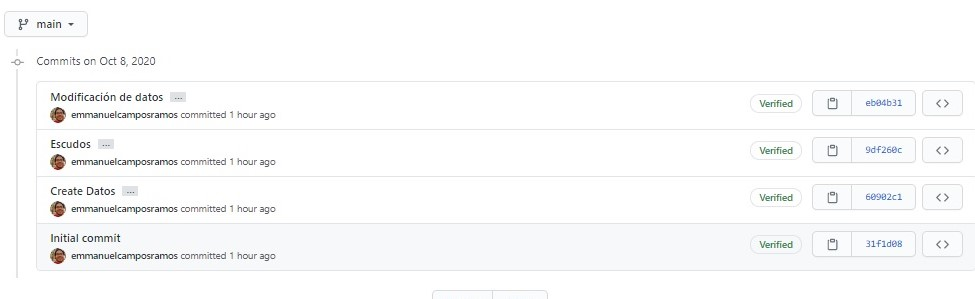 main
Commits on Oct 8, 2020
Modificación de datos ...
emmanuelcamposramos committed 1 hour ago
Verified
eb04b31
Escudos ...
emmanuelcamposramos committed 1 hour ago
Verified
9df260c
Create Datos ...
emmanuelcamposramos committed 1 hour ago
Verified
60902c1
Initial commit
emmanuelcamposramos committed 1 hour ago
Verified
31f1d08